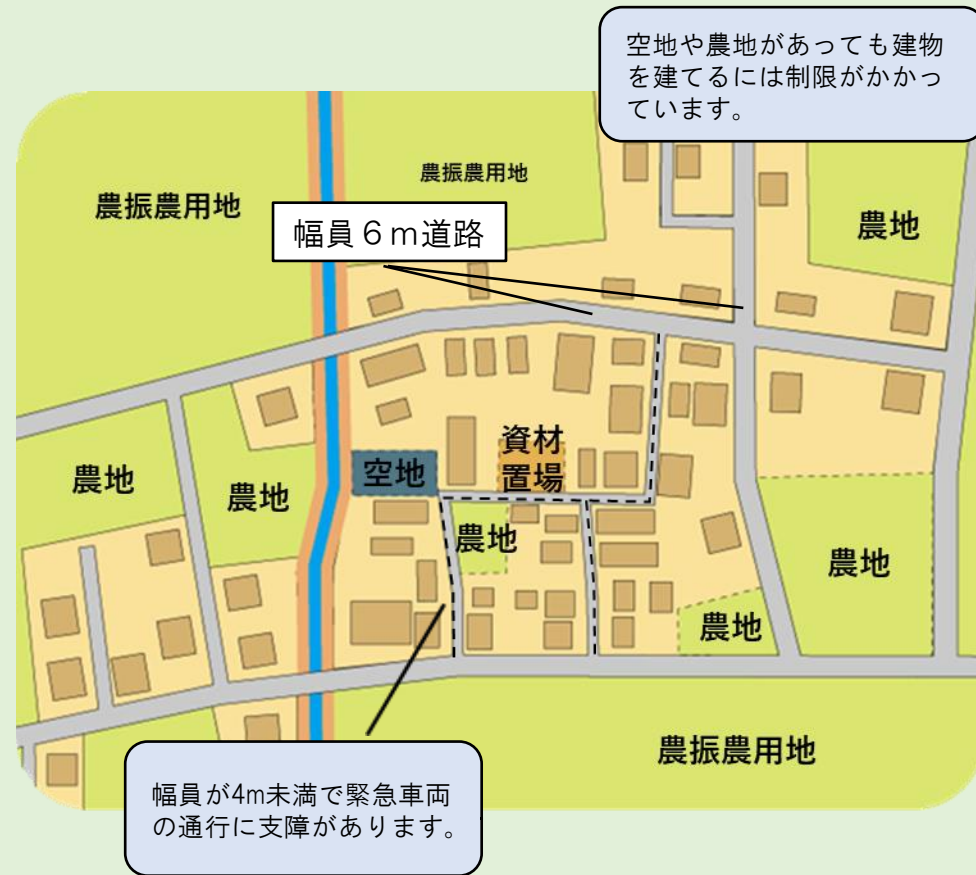 空地や農地があっても建物
を建てるには制限がかかっ
ています。
農振農用地
農振農用地
農地
幅員６ｍ道路
資材
置場
空地
農地
農地
農地
農地
農地
農振農用地
幅員が4m未満で緊急車両
の通行に支障があります。